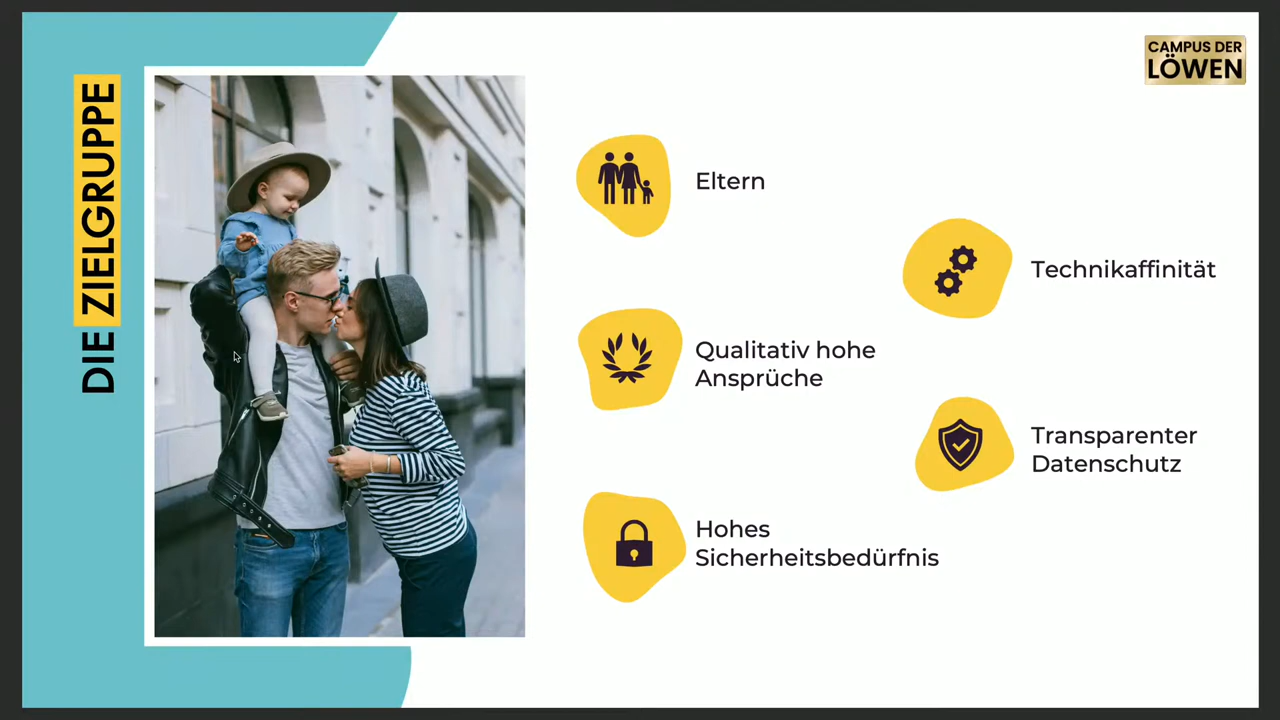 DIE ZIELGRUPPE
CAMPUS DER
LÖWEN
Eltern
Technikaffinität
Qualitativ hohe
Ansprüche
Transparenter
Datenschutz
Hohes
Sicherheitsbedürfnis